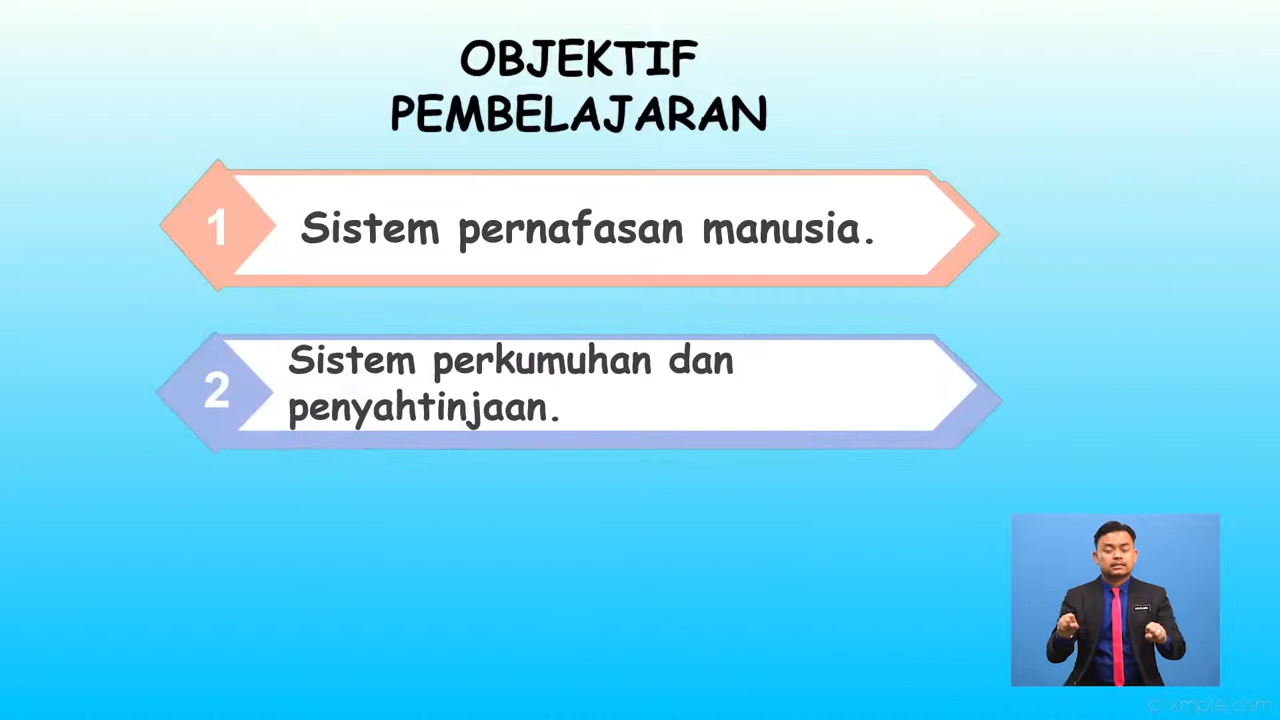 OBJEKTIF
PEMBELAJARAN
1
Sistem pernafasan manusia.
2
Sistem perkumuhan dan
penyahtinjaan.